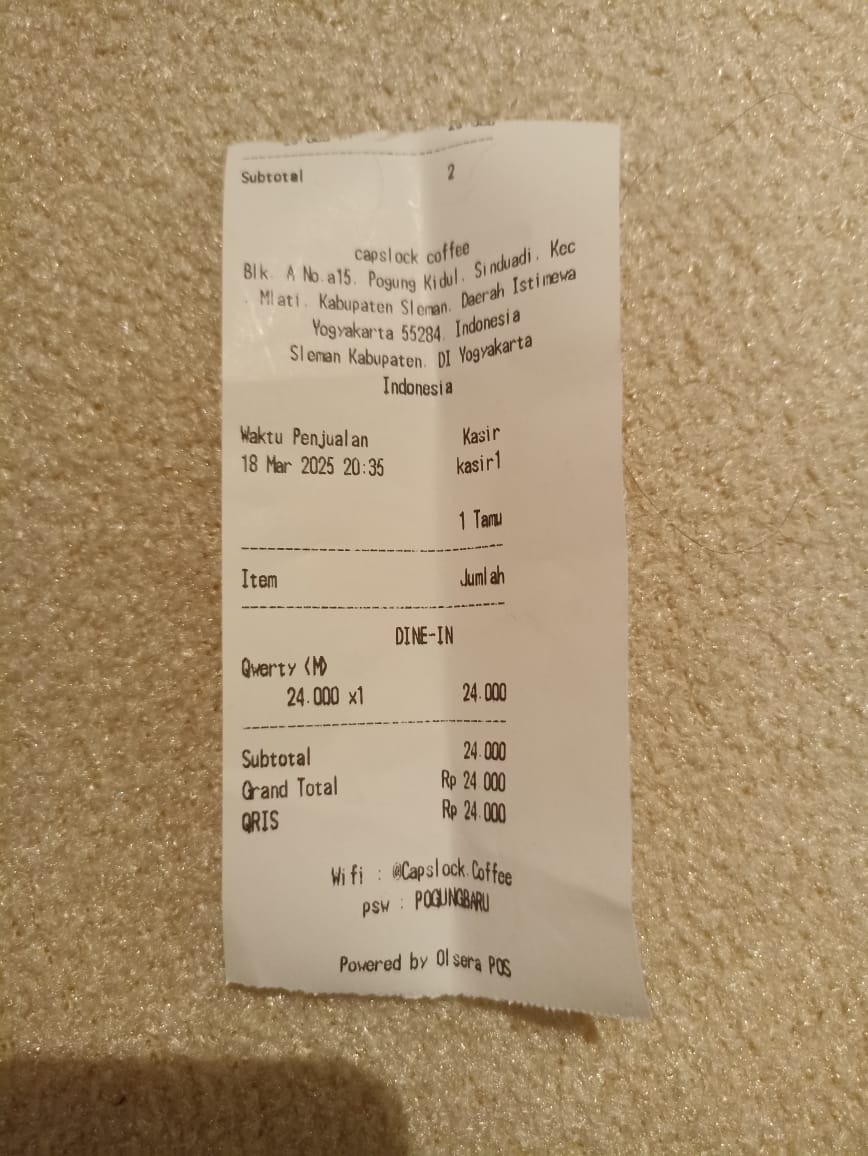 Subtotal 2
capslock coffee
Blk. A No.a15. Pogung Kidul. Sinduadi. Kec
. Mlati. Kabupaten Sleman. Daerah Istimewa
Yogyakarta 55284. Indonesia
Sleman Kabupaten. DI Yogyakarta
Indonesia
Waktu Penjualan Kasir
18 Mar 2025 20:35 kasir1
1 Tamu
Item Jumlah
DINE-IN
Qwerty (M)
24.000 x1 24.000
Subtotal 24.000
Grand Total Rp 24.000
QRIS Rp 24.000
Wifi : @Capslock.Coffee
psw : POGUNGBARU
Powered by Olsera POS